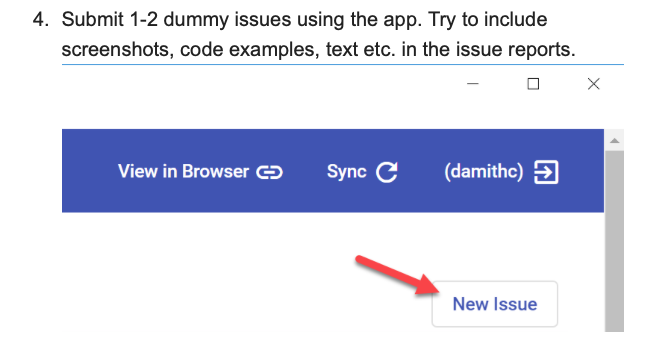 4. Submit 1-2 dummy issues using the app. Try to include
screenshots, code examples, text etc. in the issue reports.
View in Browser Sync (damithc)
New Issue